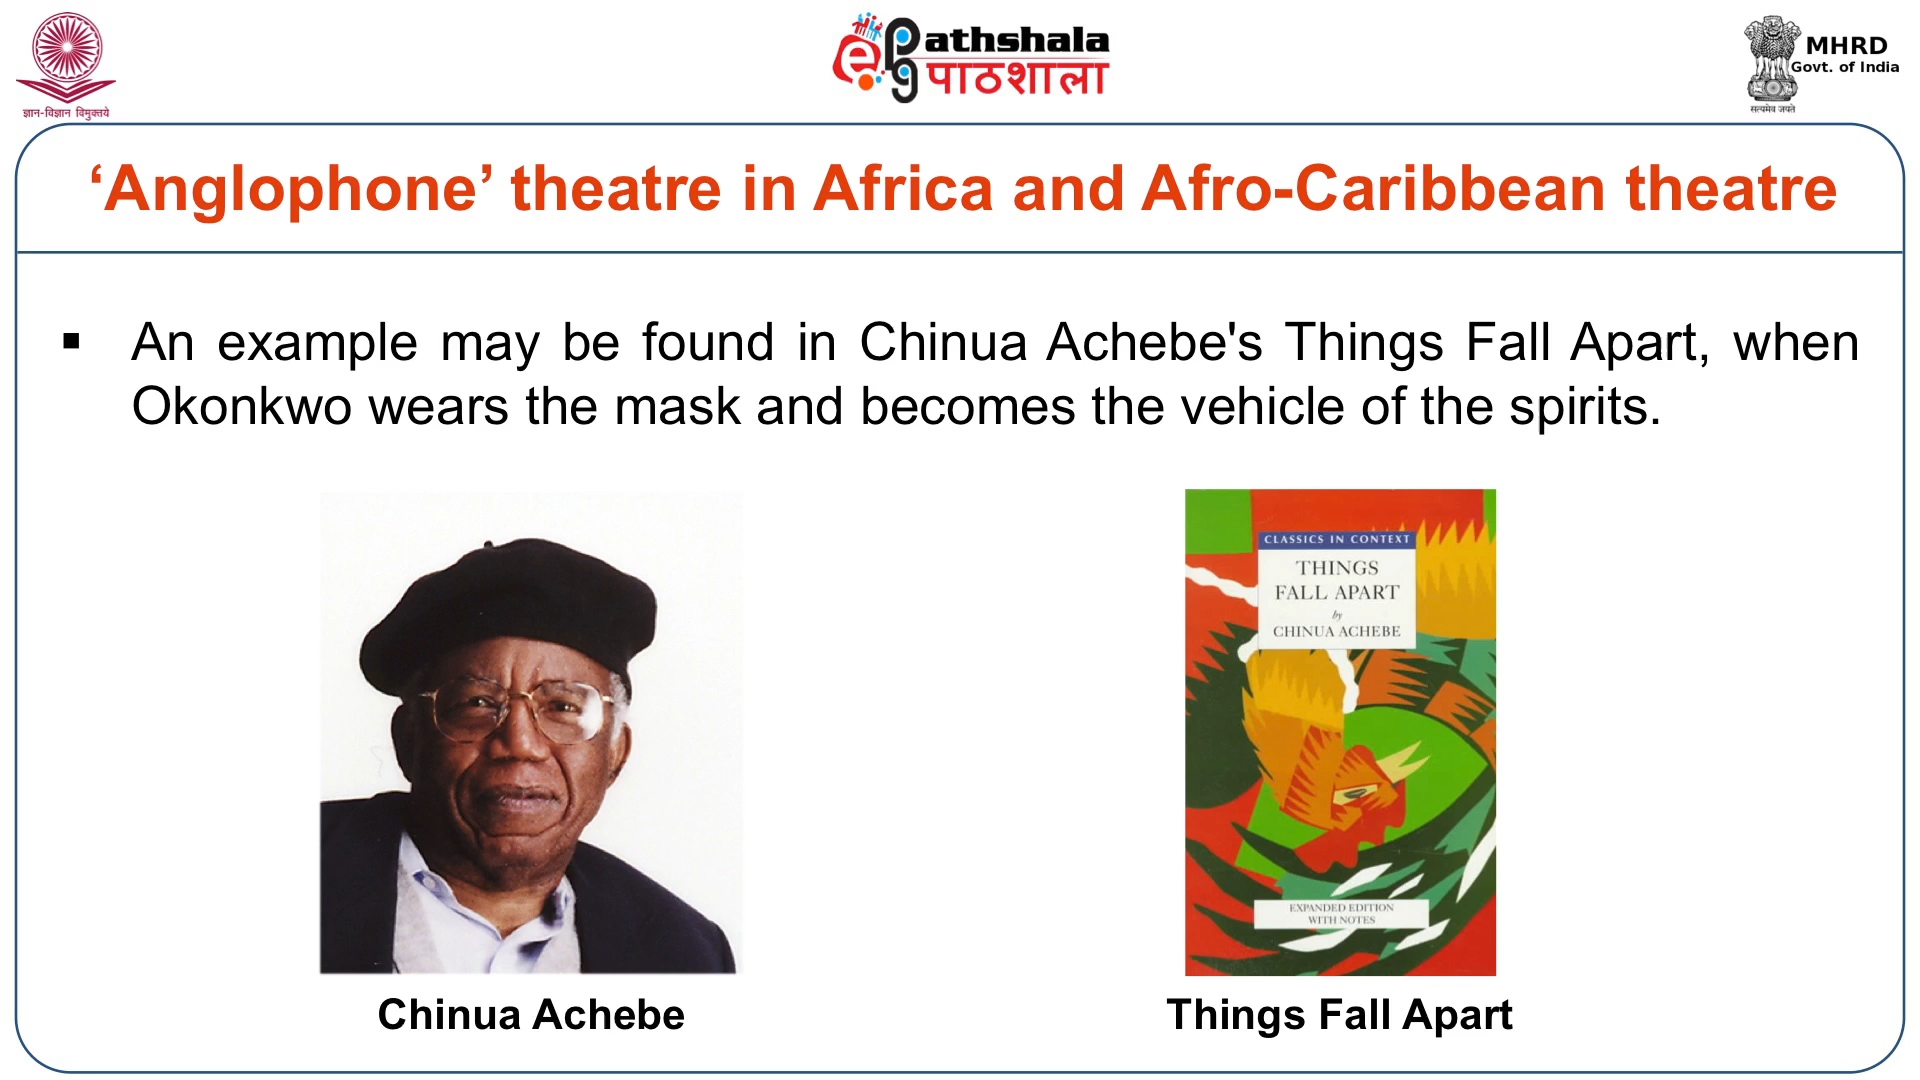 ज्ञान-विज्ञान विमुक्तये
ePathshala
पाठशाला
MHRD
Govt. of India
सत्यमेव जयते
‘Anglophone’ theatre in Africa and Afro-Caribbean theatre
▪ An example may be found in Chinua Achebe's Things Fall Apart, when
Okonkwo wears the mask and becomes the vehicle of the spirits.
CLASSICS IN CONTEXT
THINGS
FALL APART
by
CHINUA ACHEBE
EXPANDED EDITION
WITH NOTES
Chinua Achebe
Things Fall Apart